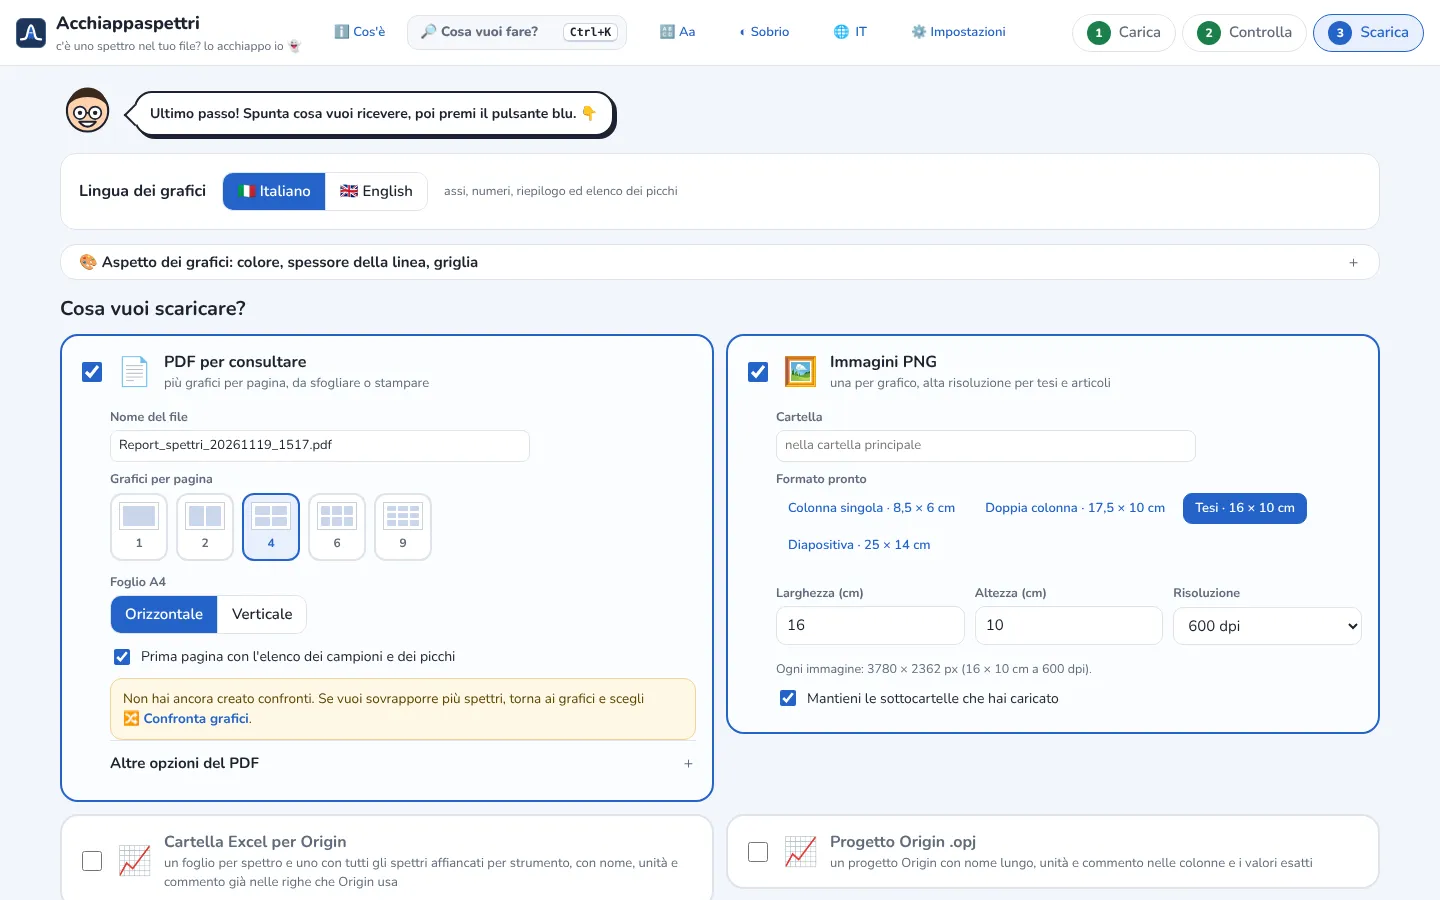 Acchiappaspettri
c'è uno spettro nel tuo file? lo acchiappo io 👻
ℹ️ Cos'è
🔎 Cosa vuoi fare? Ctrl+K
🔠 Aa
Sobrio
🌐 IT
⚙️ Impostazioni
1 Carica
2 Controlla
3 Scarica
Ultimo passo! Spunta cosa vuoi ricevere, poi premi il pulsante blu. 👇
Lingua dei grafici
🇮🇹 Italiano
🇬🇧 English
assi, numeri, riepilogo ed elenco dei picchi
🎨 Aspetto dei grafici: colore, spessore della linea, griglia +
Cosa vuoi scaricare?
PDF per consultare
più grafici per pagina, da sfogliare o stampare
Nome del file
Report_spettri_20261119_1517.pdf
Grafici per pagina
1 2 4 6 9
Foglio A4
Orizzontale Verticale
Prima pagina con l'elenco dei campioni e dei picchi
Non hai ancora creato confronti. Se vuoi sovrapporre più spettri, torna ai grafici e scegli
🔀 Confronta grafici.
Altre opzioni del PDF +
Immagini PNG
una per grafico, alta risoluzione per tesi e articoli
Cartella
nella cartella principale
Formato pronto
Colonna singola · 8,5 × 6 cm
Doppia colonna · 17,5 × 10 cm
Tesi · 16 × 10 cm
Diapositiva · 25 × 14 cm
Larghezza (cm) Altezza (cm) Risoluzione
16 10 600 dpi
Ogni immagine: 3780 × 2362 px (16 × 10 cm a 600 dpi).
Mantieni le sottocartelle che hai caricato
Cartella Excel per Origin
un foglio per spettro e uno con tutti gli spettri affiancati per strumento, con nome, unità e
commento già nelle righe che Origin usa
Progetto Origin .opj
un progetto Origin con nome lungo, unità e commento nelle colonne e i valori esatti